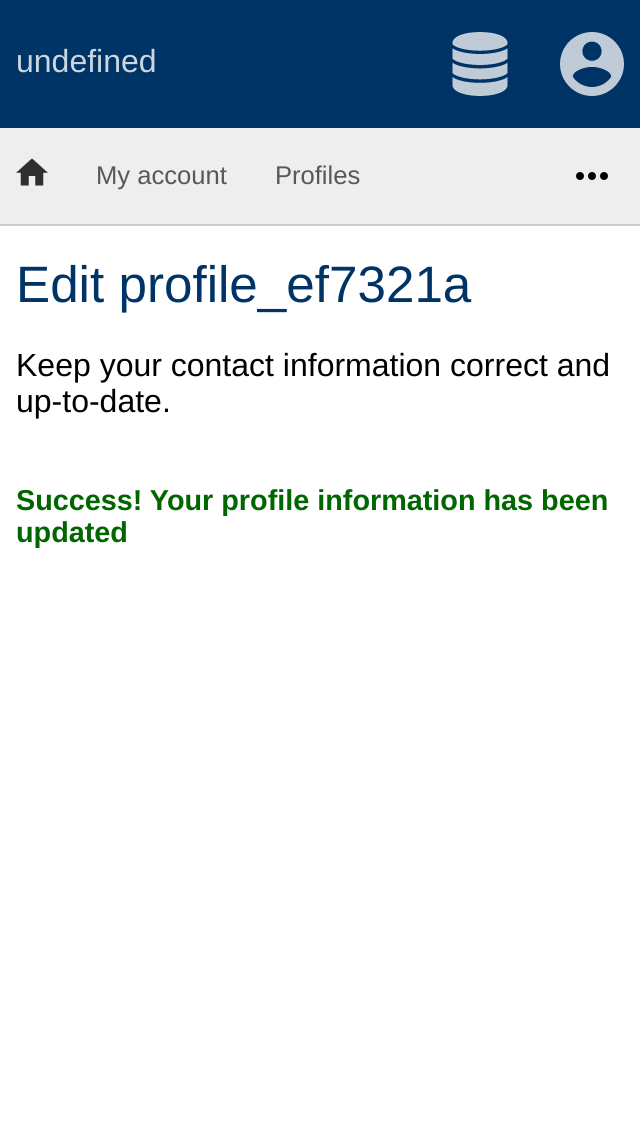 undefined
My account Profiles
Edit profile_ef7321a
Keep your contact information correct and
up-to-date.
Success! Your profile information has been
updated